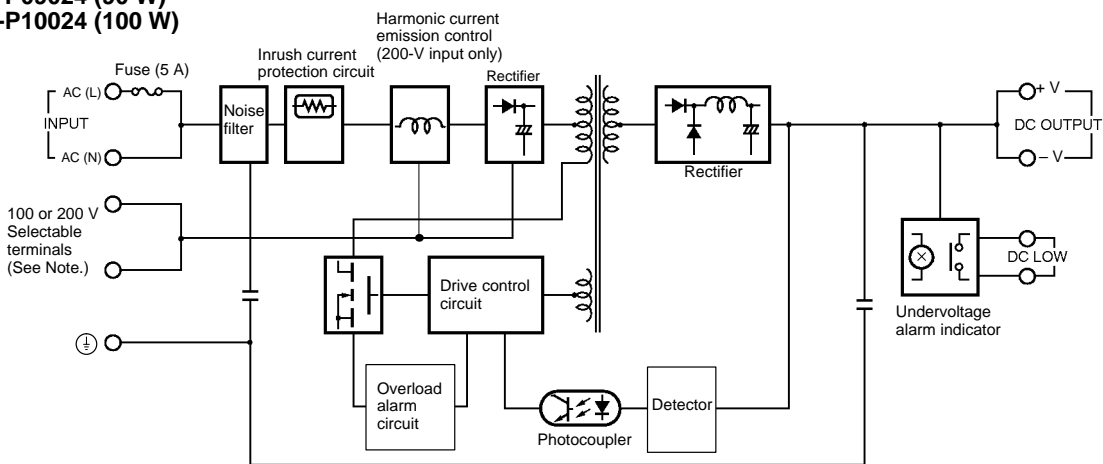 -P10024 (100 W)
Harmonic current
emission control
(200-V input only)
Inrush current
protection circuit
Fuse (5 A)
Rectifier
AC (L)
INPUT
AC (N)
Noise
filter
Rectifier
+ V
DC OUTPUT
– V
100 or 200 V
Selectable
terminals
(See Note.)
Drive control
circuit
DC LOW
Undervoltage
alarm indicator
Overload
alarm
circuit
Photocoupler
Detector